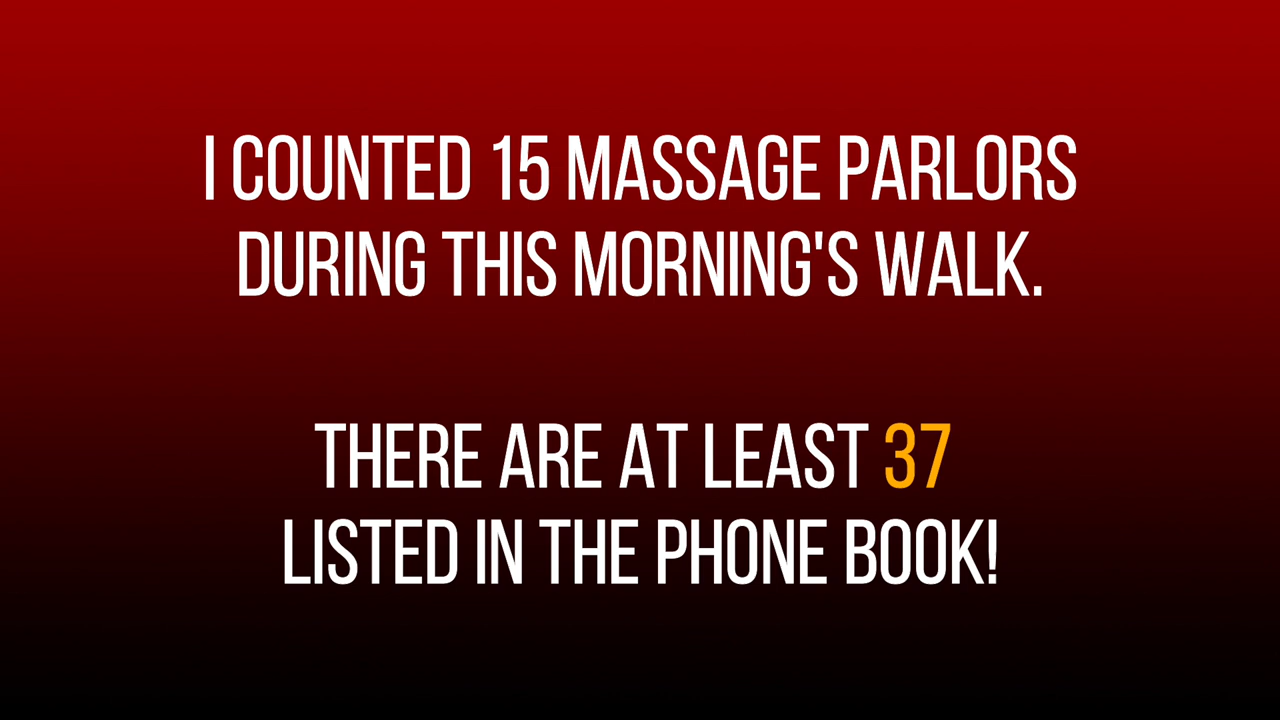 I COUNTED 15 MASSAGE PARLORS
DURING THIS MORNING'S WALK.
THERE ARE AT LEAST 37
LISTED IN THE PHONE BOOK!